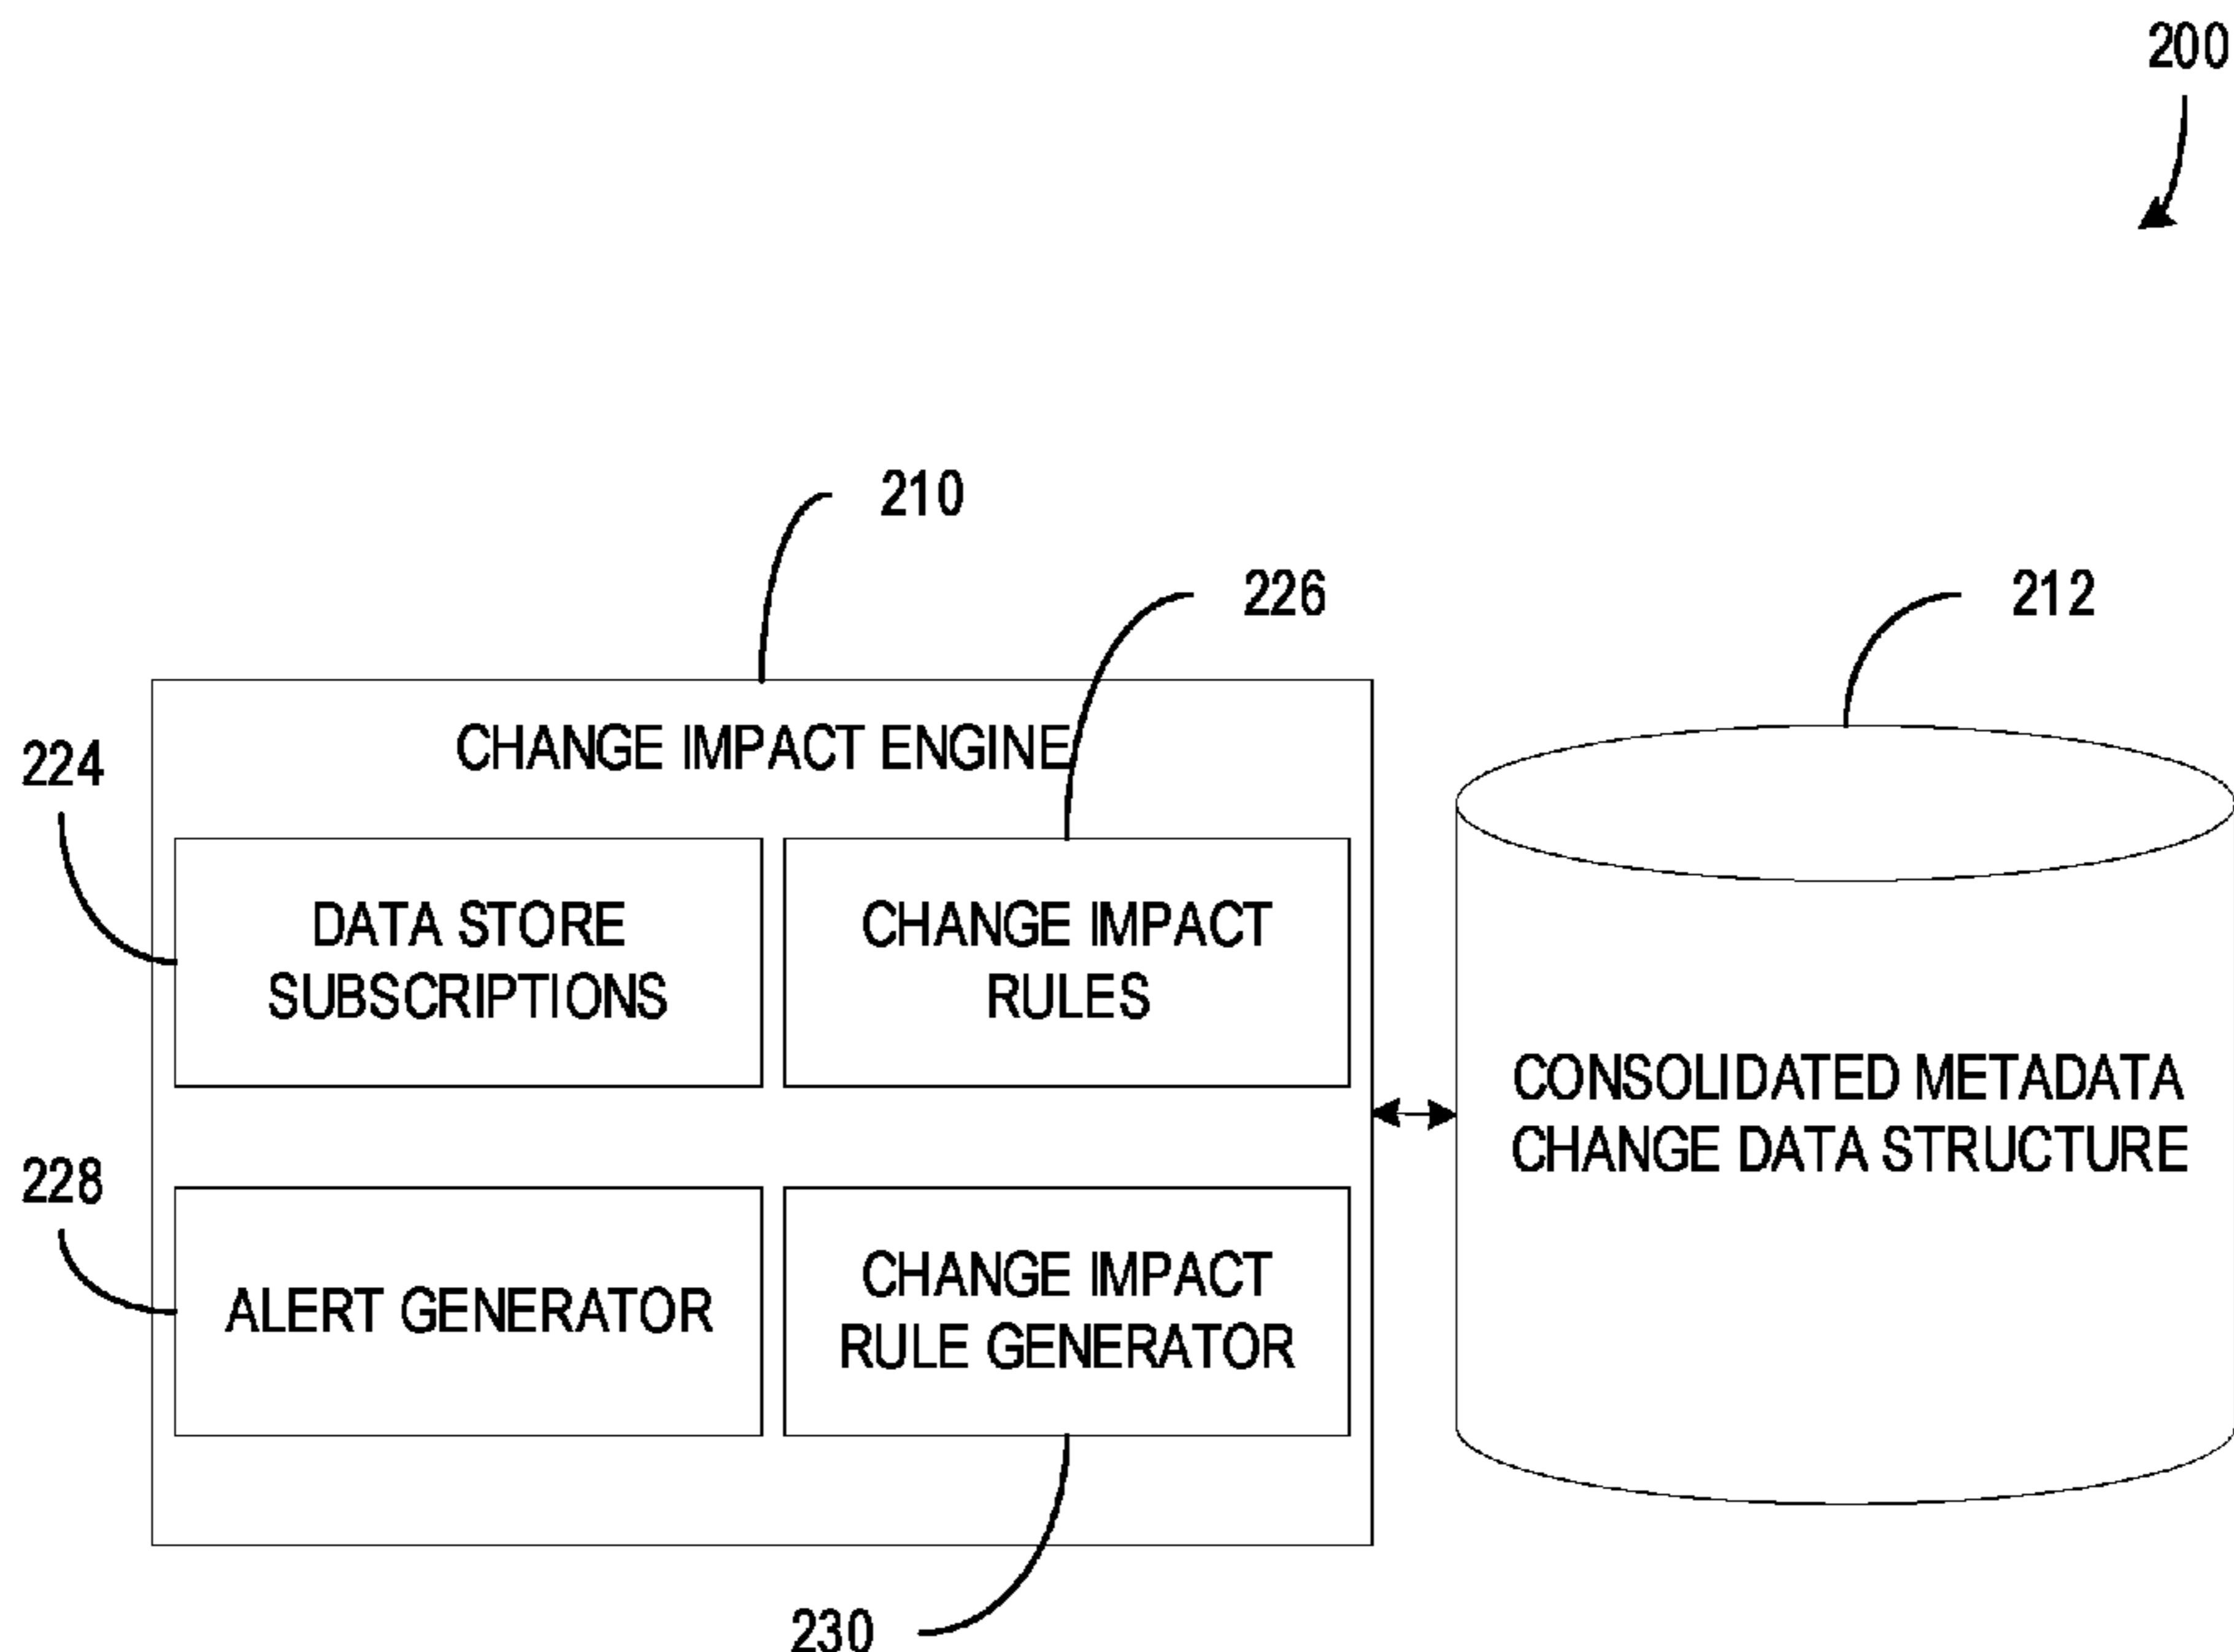 200
210
226
212
CHANGE IMPACT ENGINE
224
DATA STORE
SUBSCRIPTIONS
CHANGE IMPACT
RULES
CONSOLIDATED METADATA
CHANGE DATA STRUCTURE
228
ALERT GENERATOR
CHANGE IMPACT
RULE GENERATOR
230